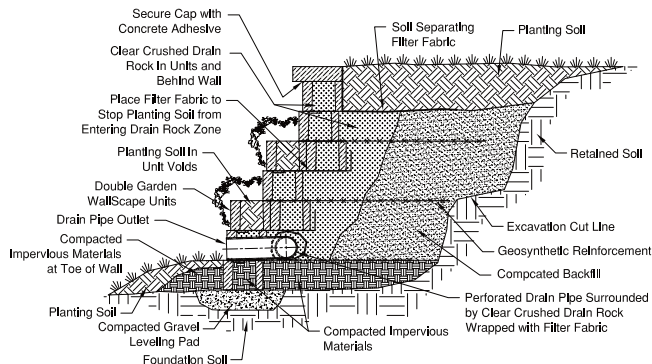 Secure Cap with
Concrete Adhesive
Clear Crushed Drain
Rock in Units and
Behind Wall
Place Filter Fabric to
Stop Planting Soil from
Entering Drain Rock Zone
Planting Soil in
Unit Voids
Double Garden
WallScape Units
Drain Pipe Outlet
Compacted
Impervious Materials
at Toe of Wall
Planting Soil
Compacted Gravel
Leveling Pad
Foundation Soil
Soil Separating
Filter Fabric
Planting Soil
Retained Soil
Excavation Cut Line
Geosynthetic Reinforcement
Compcated Backfill
Perforated Drain Pipe Surrounded
by Clear Crushed Drain Rock
Wrapped with Filter Fabric
Compacted Impervious
Materials